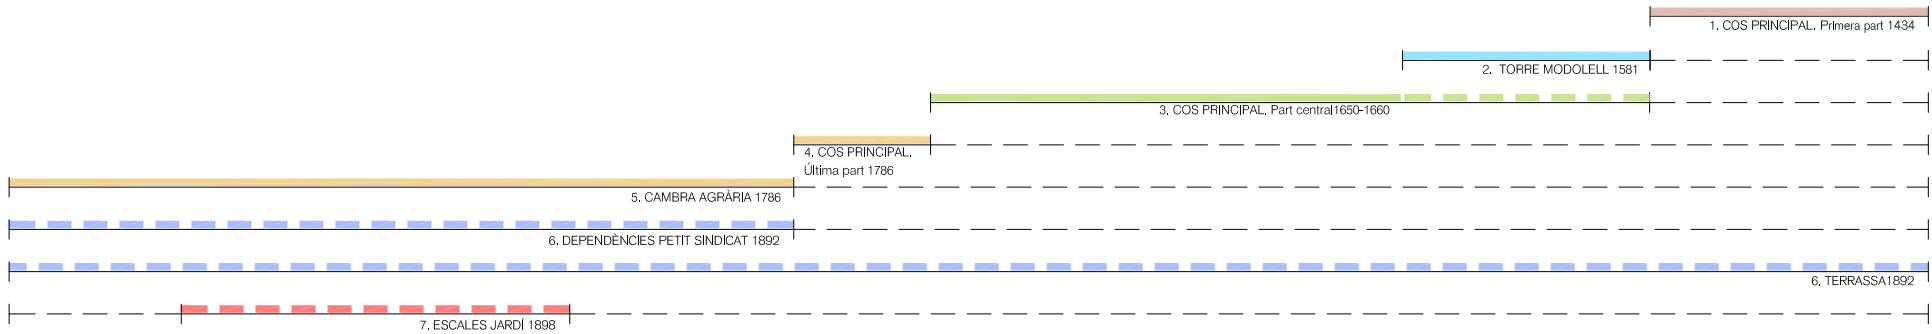 1. COS PRINCIPAL. Primera part 1434
2. TORRE MODOLELL 1581
3. COS PRINCIPAL. Part central1650-1660
4. COS PRINCIPAL.
Última part 1786
5. CAMBRA AGRÀRIA 1786
6. DEPENDÈNCIES PETIT SINDICAT 1892
6. TERRASSA1892
7. ESCALES JARDÍ 1898